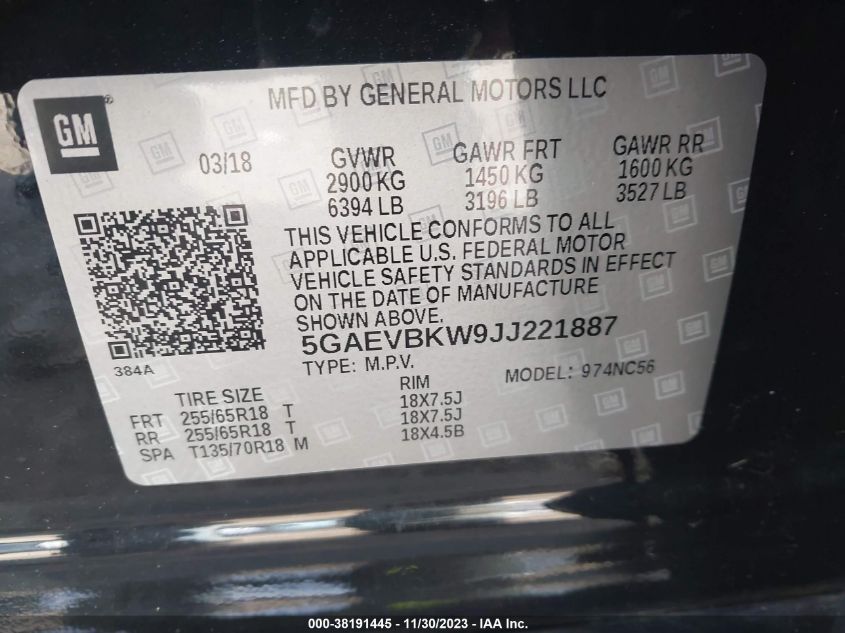 MFD BY GENERAL MOTORS LLC
GM®
03/18
GVWR GAWR FRT GAWR RR
2900 KG 1450 KG 1600 KG
6394 LB 3196 LB 3527 LB
THIS VEHICLE CONFORMS TO ALL
APPLICABLE U.S. FEDERAL MOTOR
VEHICLE SAFETY STANDARDS IN EFFECT
ON THE DATE OF MANUFACTURE
SHOWN ABOVE.
5GAEVBKW9JJ221887
384A
TYPE: M.P.V. MODEL: 974NC56
TIRE SIZE RIM
FRT 255/65R18 T 18X7.5J
RR 255/65R18 T 18X7.5J
SPA T135/70R18 M 18X4.5B
000-38191445 - 11/30/2023 - IAA Inc.